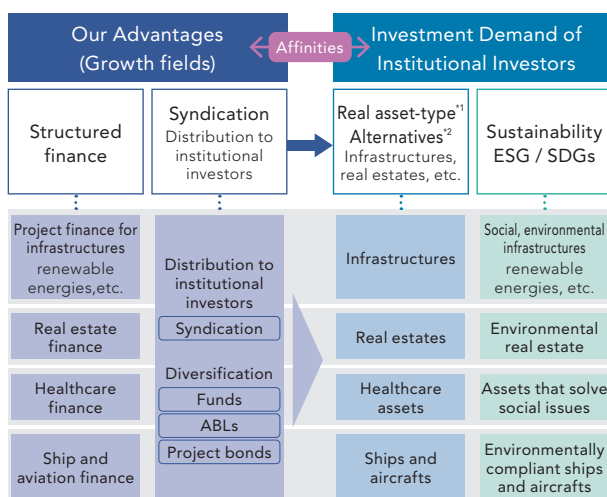 Our Advantages
(Growth fields)
Affinities
Investment Demand of
Institutional Investors
Structured
finance
Syndication
Distribution to
institutional
investors
Real asset-type*1
Alternatives*2
Infrastructures,
real estates, etc.
Sustainability
ESG / SDGs
Project finance for
infrastructures
renewable
energies,etc.
Real estate
finance
Healthcare
finance
Ship and
aviation finance
Distribution to
institutional
investors
Syndication
Diversification
Funds
ABLs
Project bonds
Infrastructures
Real estates
Healthcare
assets
Ships and
aircrafts
Social, environmental
infrastructures
renewable
energies, etc.
Environmental
real estate
Assets that solve
social issues
Environmentally
compliant ships
and aircrafts